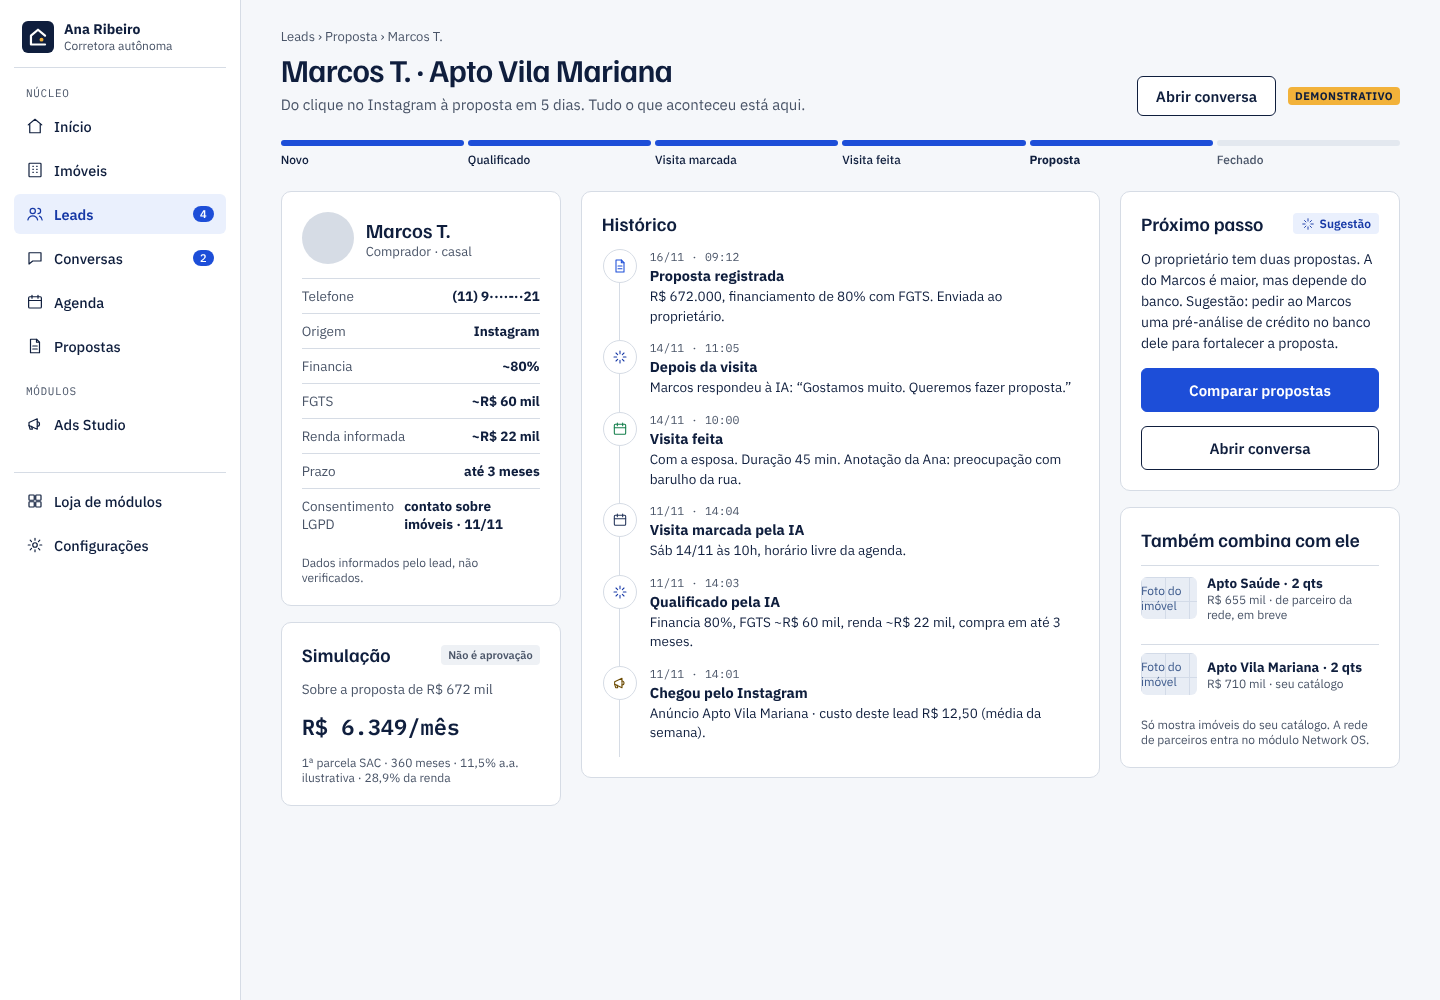 Ana Ribeiro
Corretora autônoma
NÚCLEO
Início
Imóveis
Leads 4
Conversas 2
Agenda
Propostas
MÓDULOS
Ads Studio
Loja de módulos
Configurações
Leads › Proposta › Marcos T.
Marcos T. · Apto Vila Mariana
Do clique no Instagram à proposta em 5 dias. Tudo o que aconteceu está aqui.
Abrir conversa
DEMONSTRATIVO
Novo
Qualificado
Visita marcada
Visita feita
Proposta
Fechado
Marcos T.
Comprador · casal
Telefone (11) 9····-··21
Origem Instagram
Financia ~80%
FGTS ~R$ 60 mil
Renda informada ~R$ 22 mil
Prazo até 3 meses
Consentimento contato sobre
LGPD imóveis · 11/11
Dados informados pelo lead, não
verificados.
Simulação
Não é aprovação
Sobre a proposta de R$ 672 mil
R$ 6.349/mês
1ª parcela SAC · 360 meses · 11,5% a.a.
ilustrativa · 28,9% da renda
Histórico
16/11 · 09:12
Proposta registrada
R$ 672.000, financiamento de 80% com FGTS. Enviada ao
proprietário.
14/11 · 11:05
Depois da visita
Marcos respondeu à IA: “Gostamos muito. Queremos fazer proposta.”
14/11 · 10:00
Visita feita
Com a esposa. Duração 45 min. Anotação da Ana: preocupação com
barulho da rua.
11/11 · 14:04
Visita marcada pela IA
Sáb 14/11 às 10h, horário livre da agenda.
11/11 · 14:03
Qualificado pela IA
Financia 80%, FGTS ~R$ 60 mil, renda ~R$ 22 mil, compra em até 3
meses.
11/11 · 14:01
Chegou pelo Instagram
Anúncio Apto Vila Mariana · custo deste lead R$ 12,50 (média da
semana).
Próximo passo
Sugestão
O proprietário tem duas propostas. A
do Marcos é maior, mas depende do
banco. Sugestão: pedir ao Marcos
uma pré-análise de crédito no banco
dele para fortalecer a proposta.
Comparar propostas
Abrir conversa
Também combina com ele
Foto do
imóvel
Apto Saúde · 2 qts
R$ 655 mil · de parceiro da
rede, em breve
Foto do
imóvel
Apto Vila Mariana · 2 qts
R$ 710 mil · seu catálogo
Só mostra imóveis do seu catálogo. A rede
de parceiros entra no módulo Network OS.